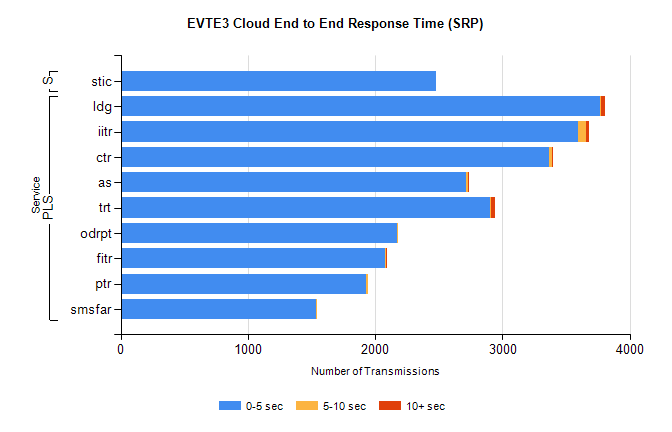 EVTE3 Cloud End to End Response Time (SRP)
S
stic
ldg
iitr
ctr
as
Service
PLS
trt
odrpt
fitr
ptr
smsfar
0 1000 2000 3000 4000
Number of Transmissions
0-5 sec 5-10 sec 10+ sec